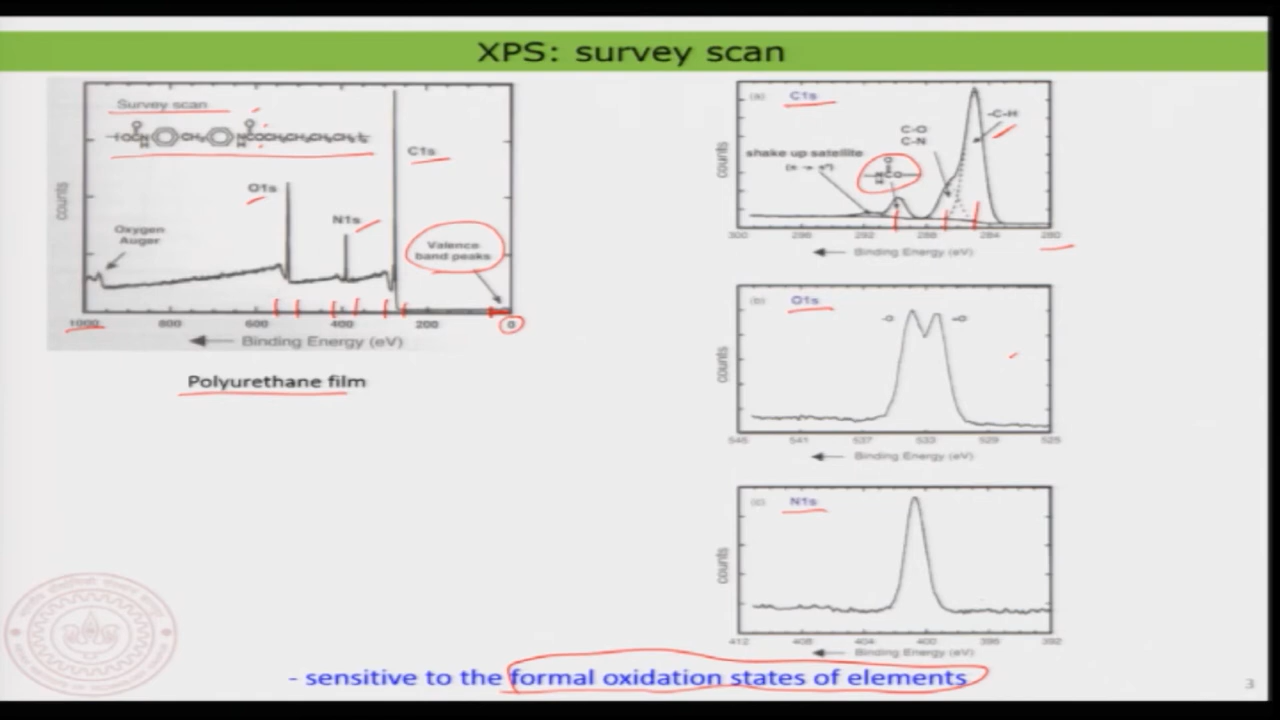 XPS: survey scan
Survey scan
C1s
O1s
N1s
Oxygen
Auger
Valence
band peaks
counts
1000 800 600 400 200 0
Binding Energy (eV)
Polyurethane film
(a) C1s
-C-H
C-O
C-N
shake up satellite
counts
300 296 292 288 284 280
Binding Energy (eV)
(b) O1s
-O =O
counts
545 541 537 533 529 525
Binding Energy (eV)
(c) N1s
counts
412 408 404 400 396 392
Binding Energy (eV)
- sensitive to the formal oxidation states of elements
3